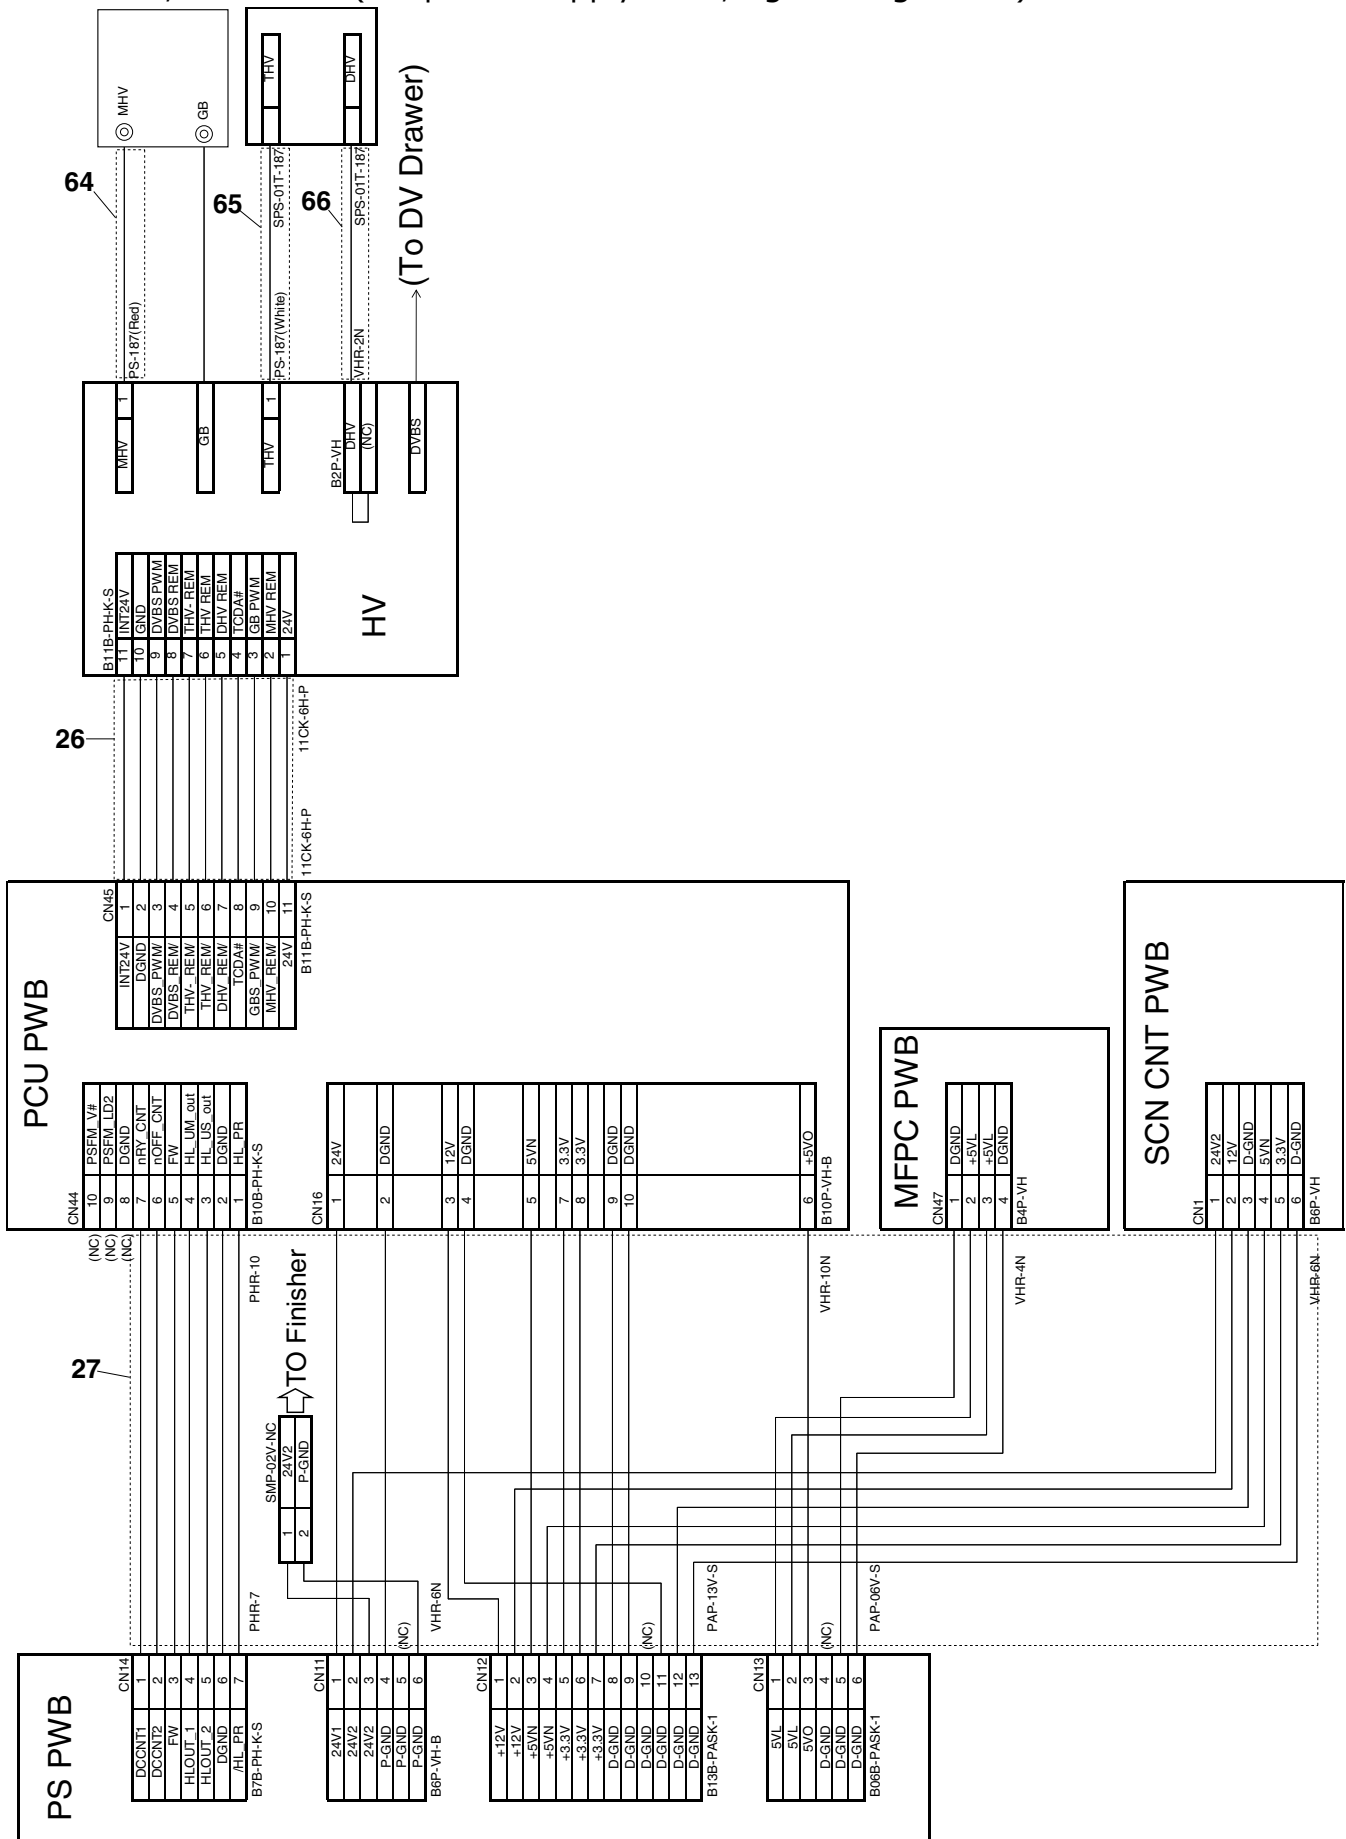 MHV
GB
THV
DHV
(To DV Drawer)
64
65
66
SPS-01T-187
SPS-01T-187
PS-187(Red)
PS-187(White)
VHR-2N
MHV 1
GB
THV 1
B2P-VH
DHV
(NC)
DVBS
HV
B11B-PH-K-S
11 INT24V
10 GND
9 DVBS PWM
8 DVBS REM
7 THV- REM
6 THV REM
5 DHV REM
4 TCDA#
3 GB PWM
2 MHV REM
1 24V
26
11CK-6H-P
11CK-6H-P
PCU PWB
CN45
INT24V 1
DGND 2
DVBS_PWM 3
DVBS_REM 4
THV-_REM 5
THV_REM 6
DHV_REM 7
TCDA# 8
GBS_PWM 9
MHV_REM 10
24V 11
B11B-PH-K-S
CN44
10 PSFM_V#
9 PSFM_LD2
8 DGND
7 nRY_CNT
6 nOFF_CNT
5 FW
4 HL_UM_out
3 HL_US_out
2 DGND
1 HL_PR
B10B-PH-K-S
(NC)
(NC)
(NC)
PHR-10
CN16
1 24V
2 DGND
3 12V
4 DGND
5 5VN
7 3.3V
8 3.3V
9 DGND
10 DGND
6 +5VO
B10P-VH-B
VHR-10N
MFPC PWB
CN47
1 DGND
2 +5VL
3 +5VL
4 DGND
B4P-VH
VHR-4N
SCN CNT PWB
CN1
1 24V2
2 12V
3 D-GND
4 5VN
5 3.3V
6 D-GND
B6P-VH
VHR-6N
27
TO Finisher
SMP-02V-NC
1 24V2
2 P-GND
PHR-7
VHR-6N
(NC)
(NC)
PAP-13V-S
(NC)
PAP-06V-S
PS PWB
CN14
DCCNT1 1
DCCNT2 2
FW 3
HLOUT_1 4
HLOUT_2 5
DGND 6
/HL_PR 7
B7B-PH-K-S
CN11
24V1 1
24V2 2
24V2 3
P-GND 4
P-GND 5
P-GND 6
B6P-VH-B
CN12
+12V 1
+12V 2
+5VN 3
+5VN 4
+3.3V 5
+3.3V 6
+3.3V 7
D-GND 8
D-GND 9
D-GND 10
D-GND 11
D-GND 12
D-GND 13
B13B-PASK-1
CN13
5VL 1
5VL 2
5VO 3
D-GND 4
D-GND 5
D-GND 6
B06B-PASK-1